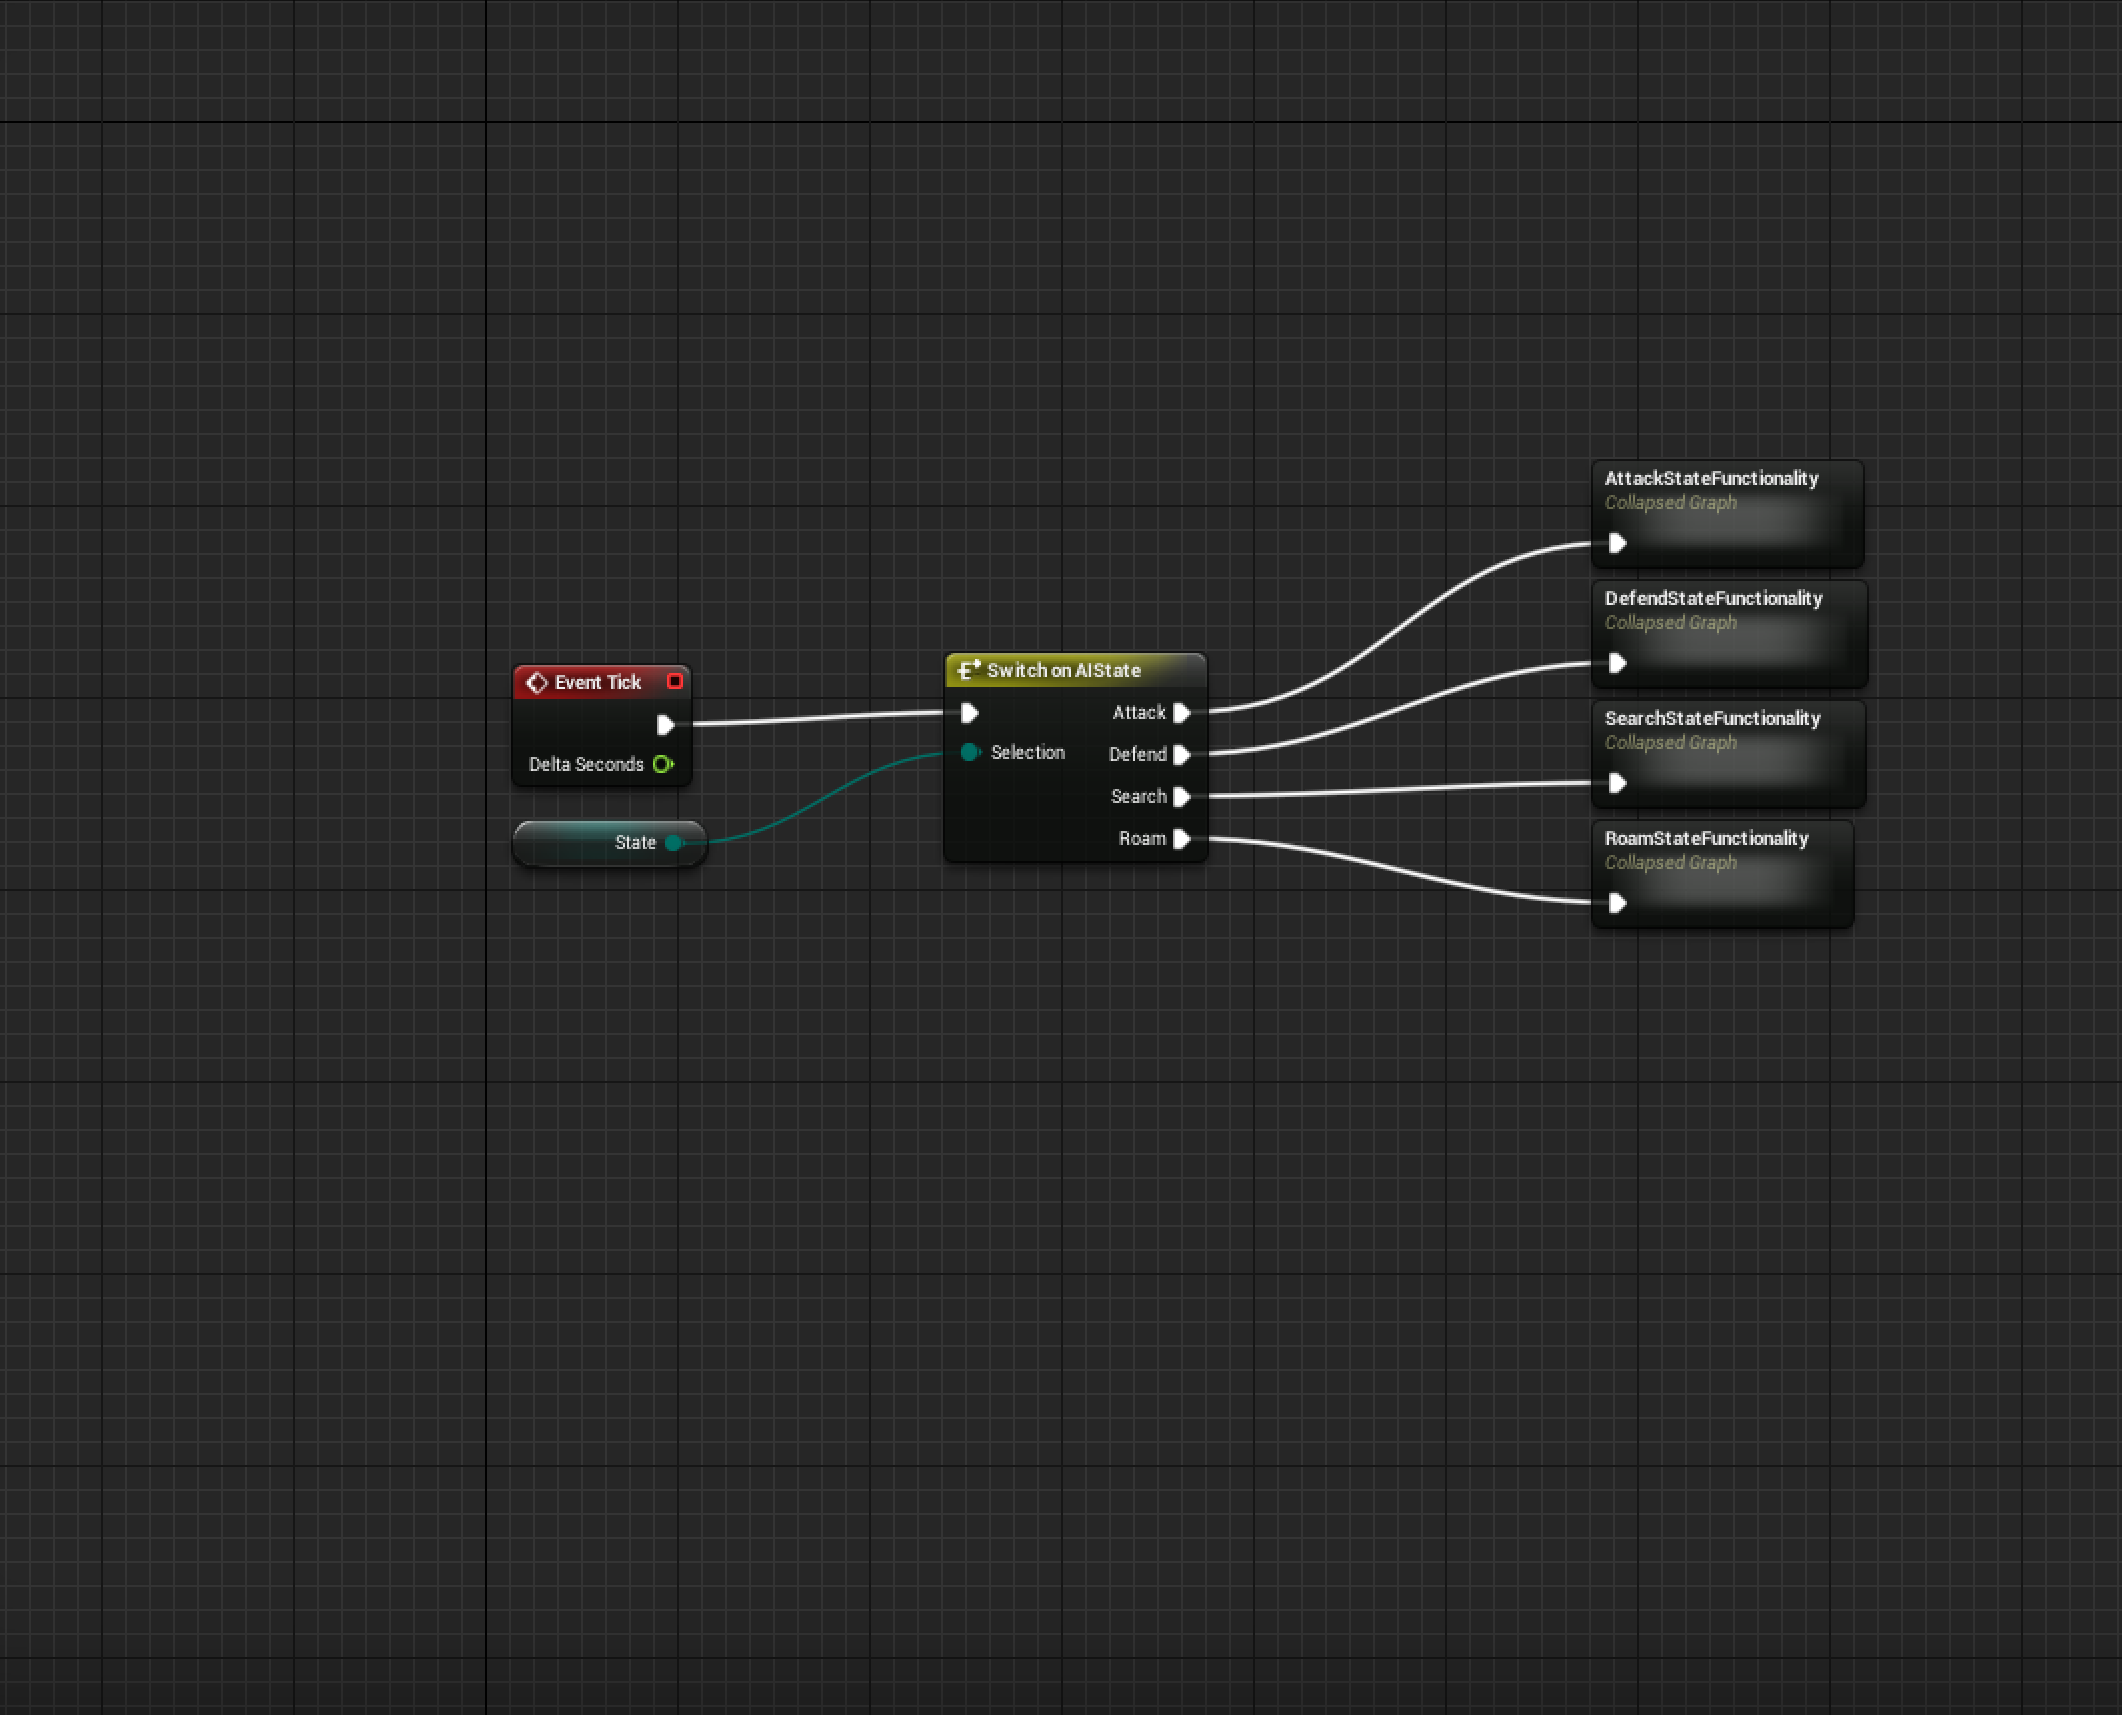 Event Tick
Delta Seconds
State
Switch on AIState
Selection
Attack
Defend
Search
Roam
AttackStateFunctionality
Collapsed Graph
DefendStateFunctionality
Collapsed Graph
SearchStateFunctionality
Collapsed Graph
RoamStateFunctionality
Collapsed Graph